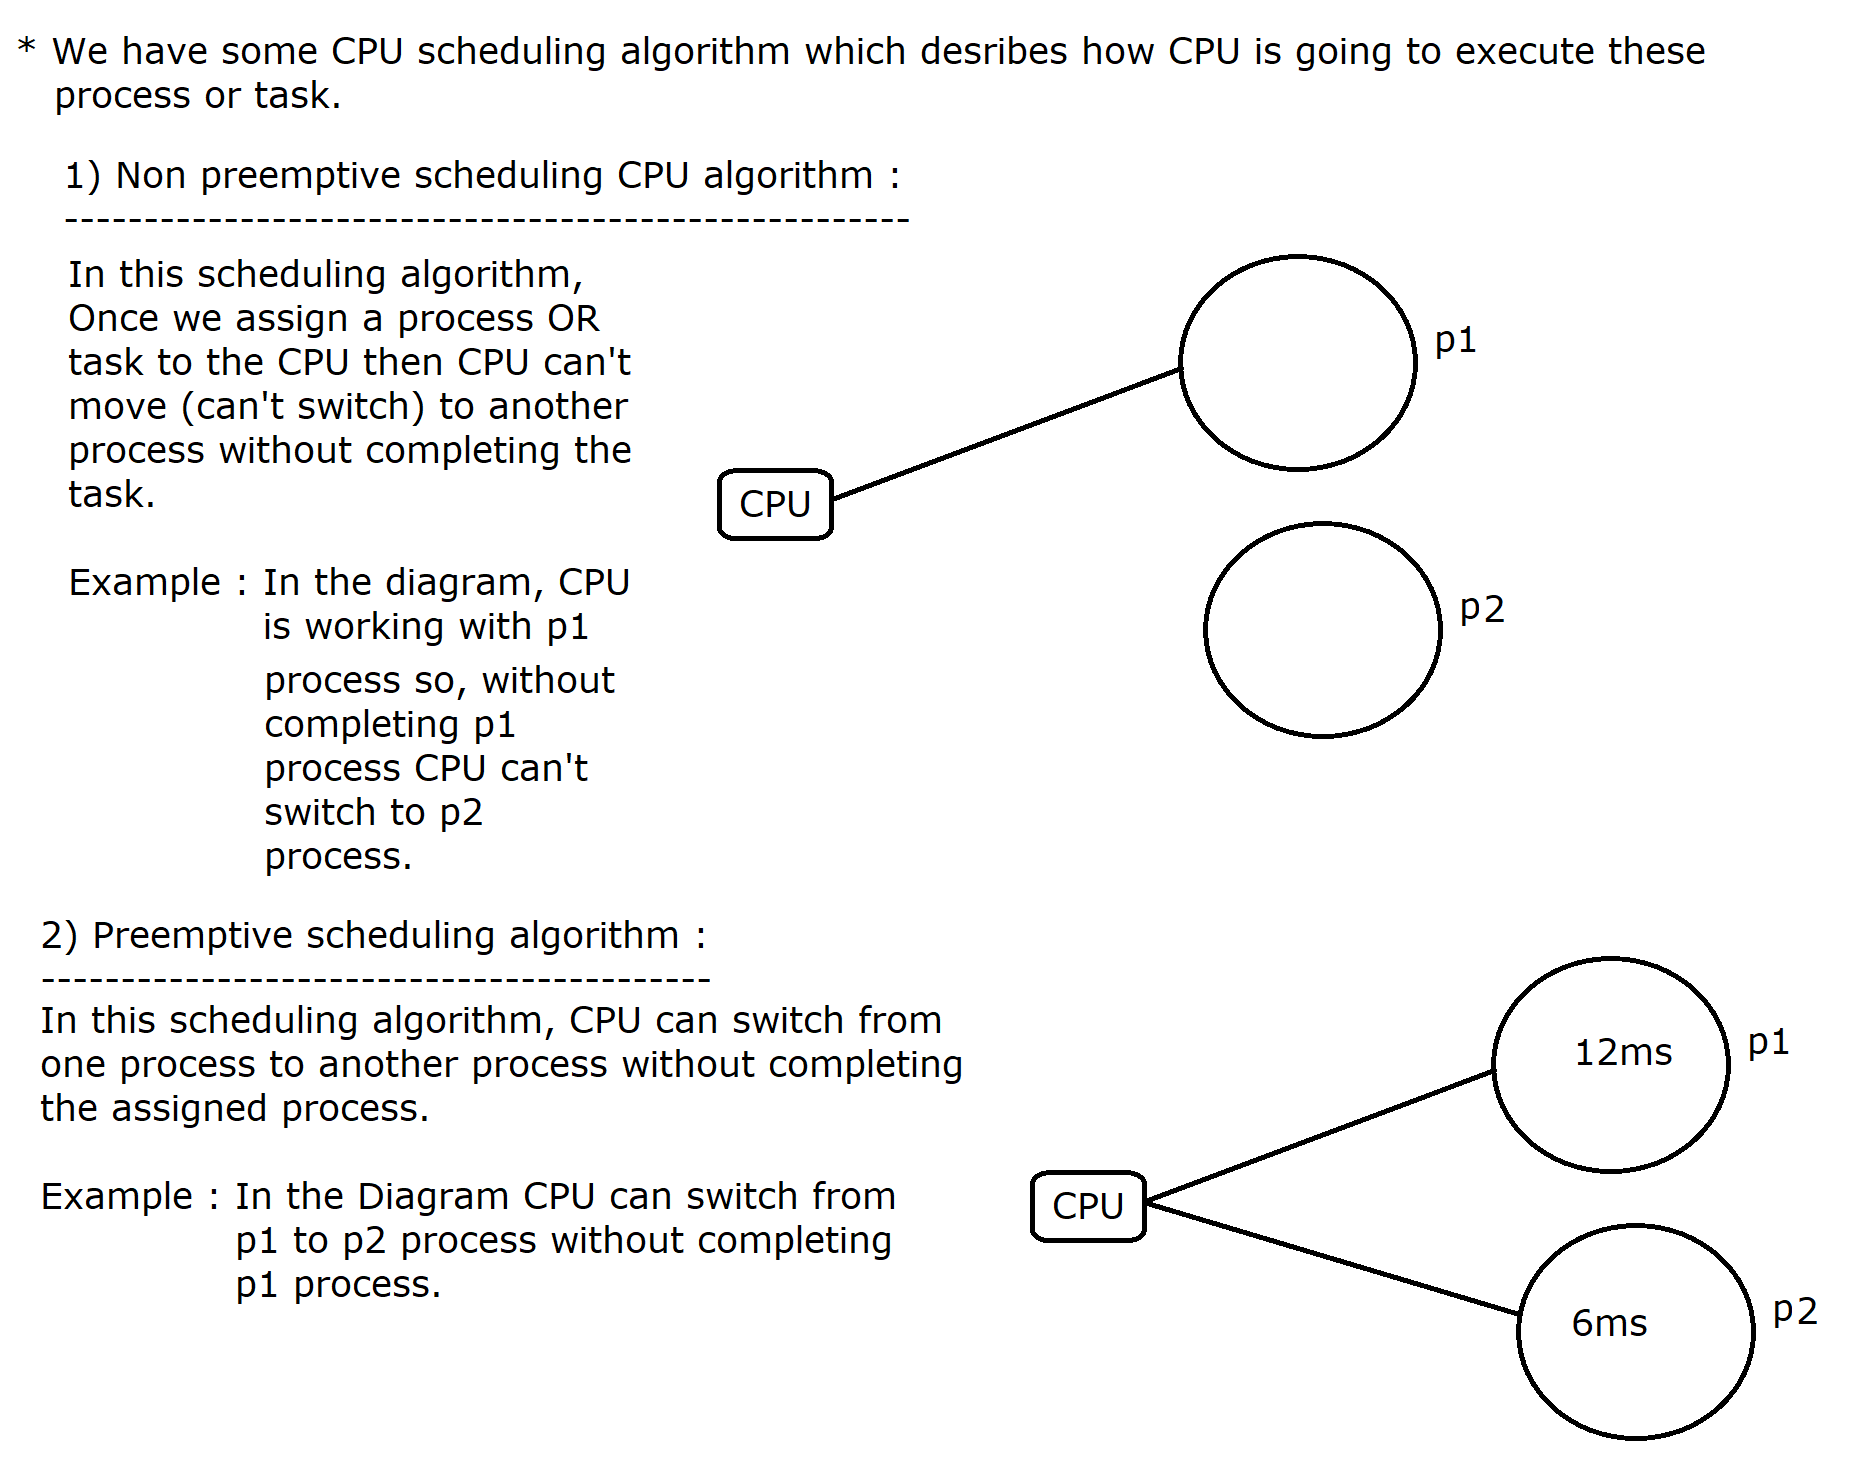 * We have some CPU scheduling algorithm which desribes how CPU is going to execute these
process or task.
1) Non preemptive scheduling CPU algorithm :
-----------------------------------------------------
In this scheduling algorithm,
Once we assign a process OR
task to the CPU then CPU can't
move (can't switch) to another
process without completing the
task.
Example : In the diagram, CPU
is working with p1
process so, without
completing p1
process CPU can't
switch to p2
process.
CPU
p1
p2
2) Preemptive scheduling algorithm :
------------------------------------------
In this scheduling algorithm, CPU can switch from
one process to another process without completing
the assigned process.
Example : In the Diagram CPU can switch from
p1 to p2 process without completing
p1 process.
CPU
12ms
p1
6ms
p2